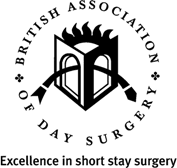 BRITISH ASSOCIATION
OF DAY SURGERY
Excellence in short stay surgery